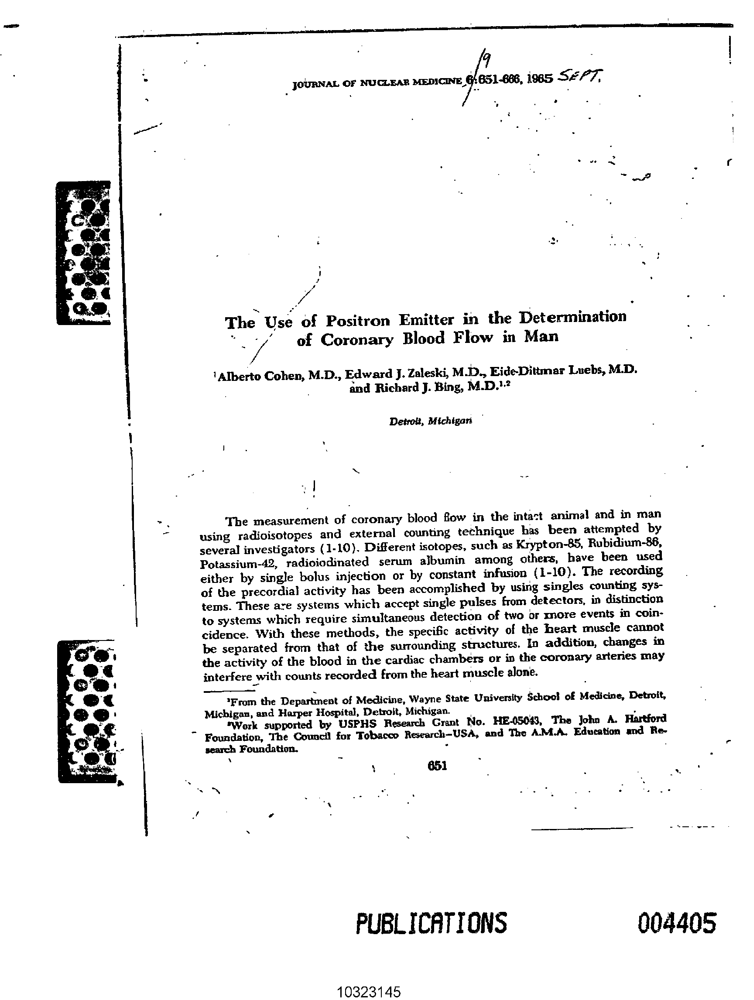 JOURNAL OF NUCLEAR MEDICINE 6:651-666, 1965 SEPT.
19
The Use of Positron Emitter in the Determination
of Coronary Blood Flow in Man
¹Alberto Cohen, M.D., Edward J. Zaleski, M.D., Eide-Dittmar Luebs, M.D.
and Richard J. Bing, M.D.¹·²
Detroit, Michigan
The measurement of coronary blood flow in the intact animal and in man
using radioisotopes and external counting technique has been attempted by
several investigators (1-10). Different isotopes, such as Krypton-85, Rubidium-86,
Potassium-42, radioiodinated serum albumin among others, have been used
either by single bolus injection or by constant infusion (1-10). The recording
of the precordial activity has been accomplished by using singles counting sys-
tems. These are systems which accept single pulses from detectors, in distinction
to systems which require simultaneous detection of two or more events in coin-
cidence. With these methods, the specific activity of the heart muscle cannot
be separated from that of the surrounding structures. In addition, changes in
the activity of the blood in the cardiac chambers or in the coronary arteries may
interfere with counts recorded from the heart muscle alone.
¹From the Department of Medicine, Wayne State University School of Medicine, Detroit,
Michigan, and Harper Hospital, Detroit, Michigan.
²Work supported by USPHS Research Grant No. HE-05043, The John A. Hartford
Foundation, The Council for Tobacco Research—USA, and The A.M.A. Education and Re-
search Foundation.
651
PUBLICATIONS 004405
10323145